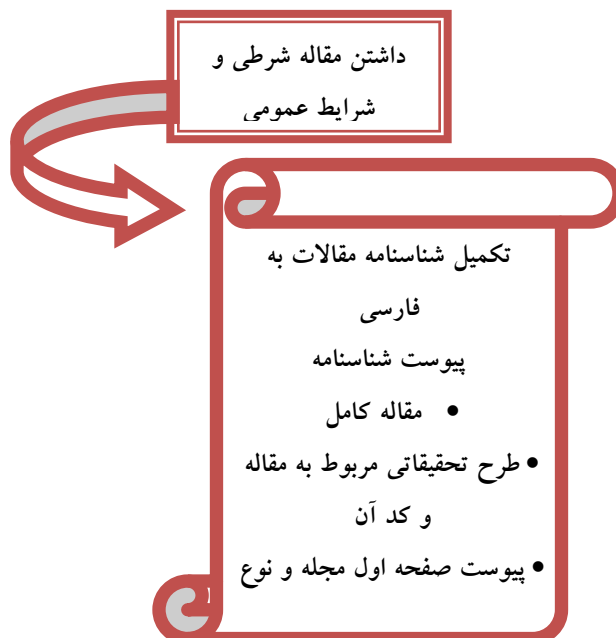 داشتن مقاله شرطی و
شرایط عمومی
تکمیل شناسنامه مقالات به
فارسی
پیوست شناسنامه
• مقاله کامل
• طرح تحقیقاتی مربوط به مقاله
و کد آن
• پیوست صفحه اول مجله و نوع